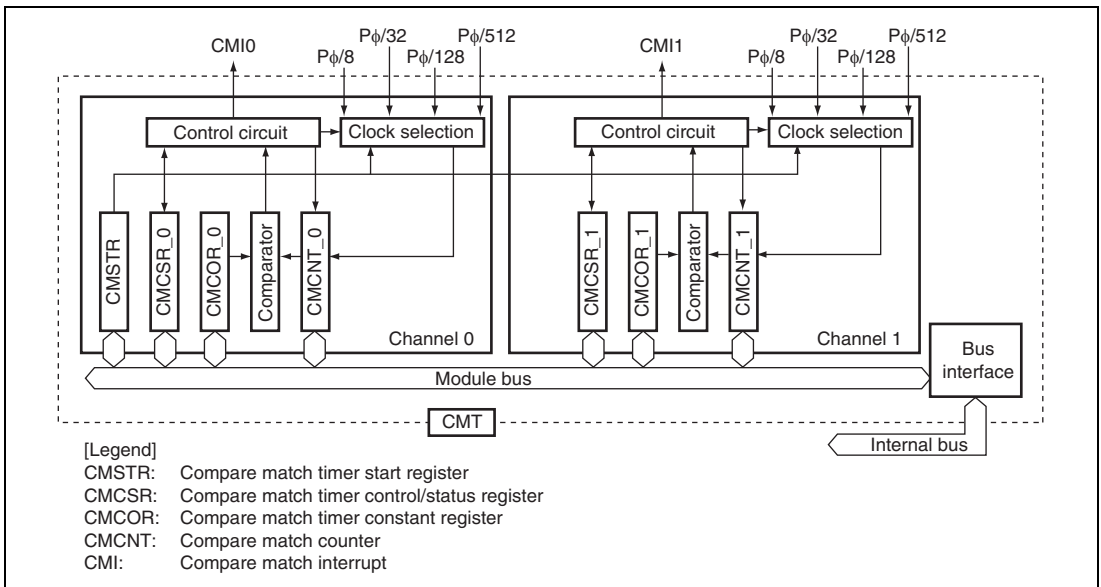 CMI0
Pφ/8
Pφ/32
Pφ/128
Pφ/512
CMI1
Pφ/8
Pφ/32
Pφ/128
Pφ/512
Control circuit
Clock selection
Control circuit
Clock selection
CMSTR
CMCSR_0
CMCOR_0
Comparator
CMCNT_0
Channel 0
CMCSR_1
CMCOR_1
Comparator
CMCNT_1
Channel 1
Module bus
Bus
interface
CMT
Internal bus
[Legend]
CMSTR: Compare match timer start register
CMCSR: Compare match timer control/status register
CMCOR: Compare match timer constant register
CMCNT: Compare match counter
CMI: Compare match interrupt